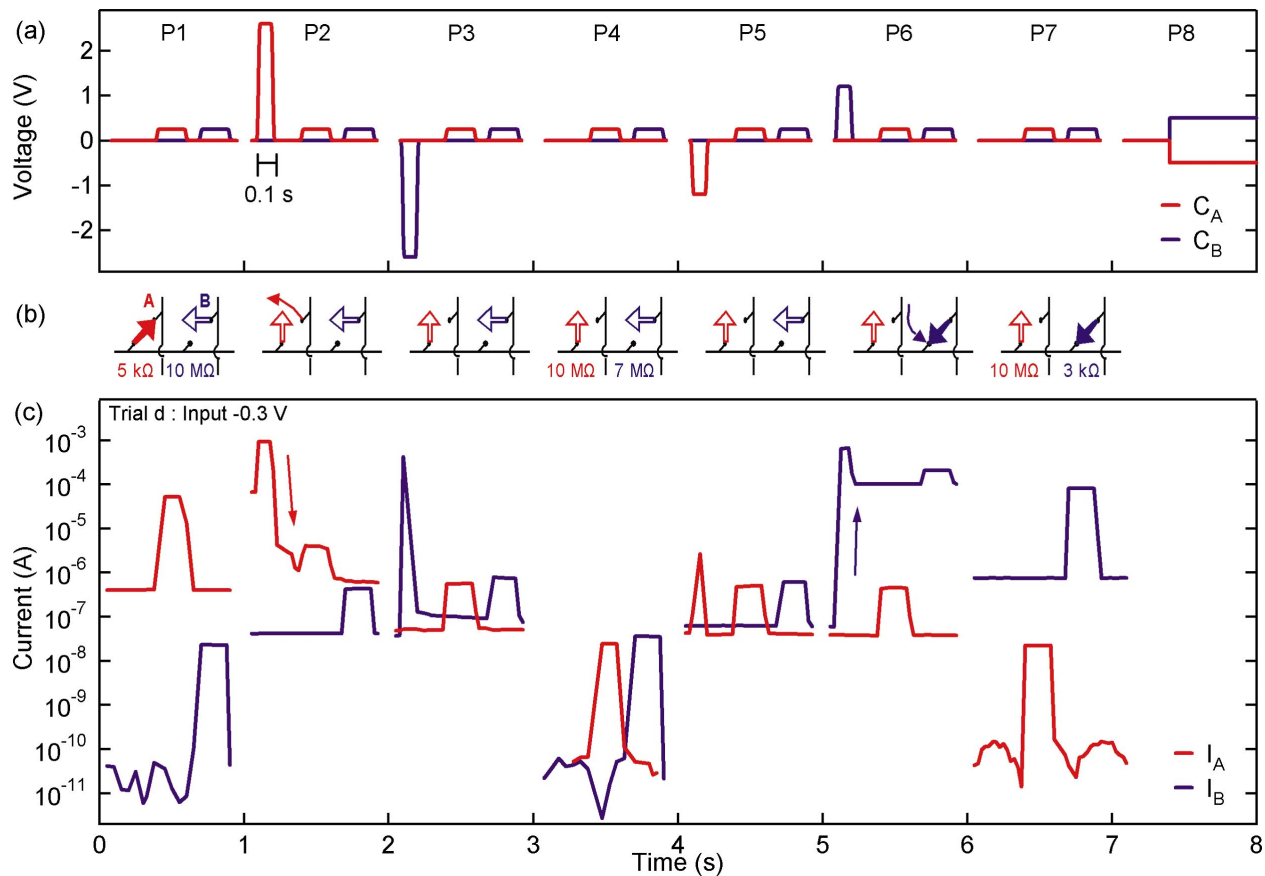 (a)
P1 P2 P3 P4 P5 P6 P7 P8
Voltage (V)
2
1
0
-1
-2
0.1 s
C_A
C_B
(b)
A B
5 kΩ 10 MΩ 10 MΩ 7 MΩ 10 MΩ 3 kΩ
(c)
Trial d : Input -0.3 V
Current (A)
10^-3
10^-4
10^-5
10^-6
10^-7
10^-8
10^-9
10^-10
10^-11
I_A
I_B
0 1 2 3 4 5 6 7 8
Time (s)